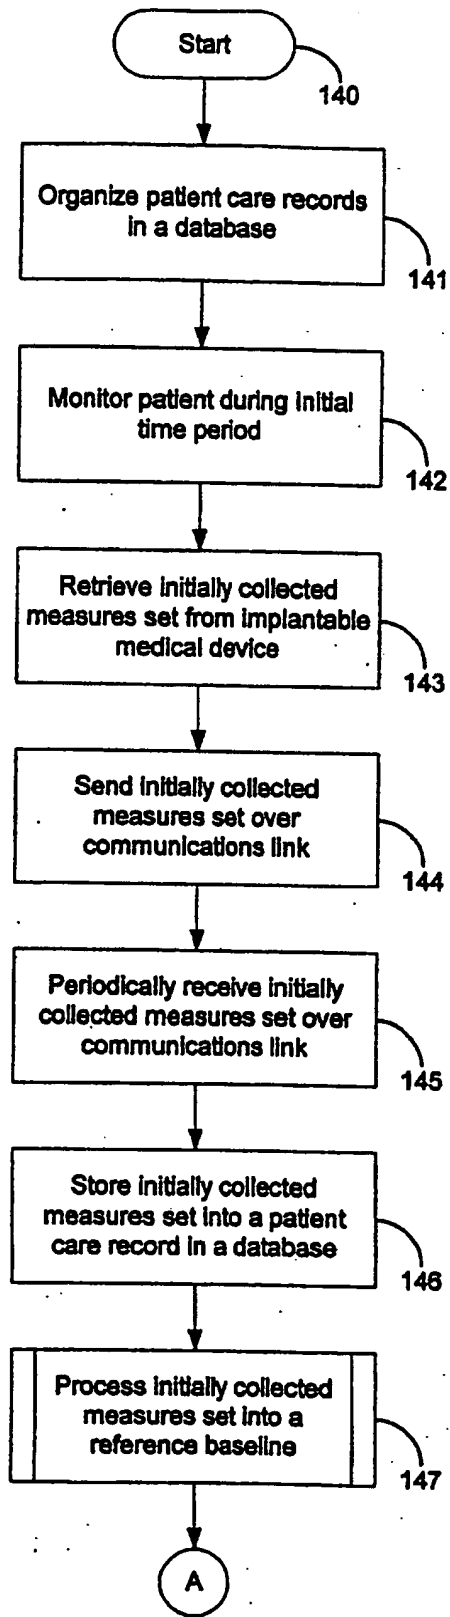 Start
140
Organize patient care records
in a database
141
Monitor patient during initial
time period
142
Retrieve initially collected
measures set from implantable
medical device
143
Send initially collected
measures set over
communications link
144
Periodically receive initially
collected measures set over
communications link
145
Store initially collected
measures set into a patient
care record in a database
146
Process initially collected
measures set into a
reference baseline
147
A